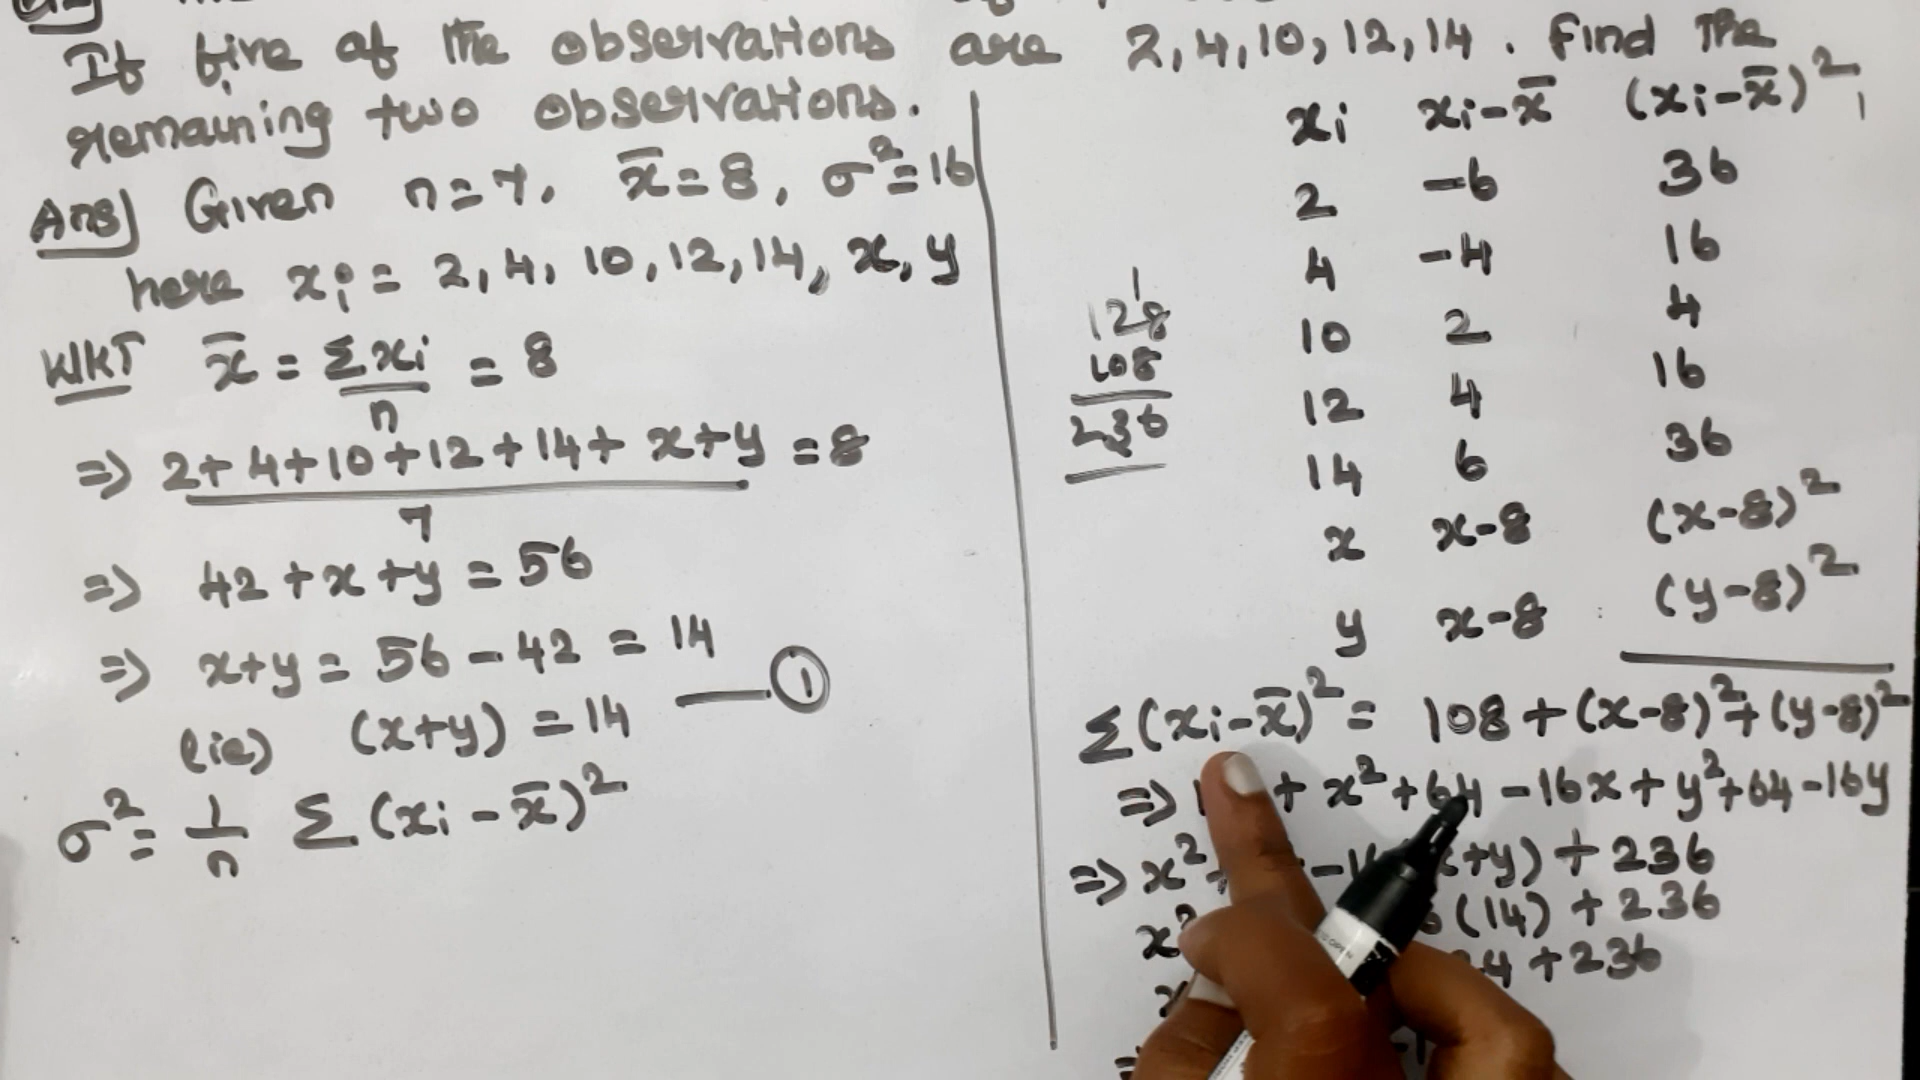 If five of the observations are 2, 4, 10, 12, 14. Find the
remaining two observations.
Ans) Given n=7, x̄=8, σ²=16
here xi = 2, 4, 10, 12, 14, x, y
WKT x̄ = Σxi/n = 8
=> (2+4+10+12+14+x+y)/7 = 8
=> 42+x+y = 56
=> x+y = 56-42 = 14 — ①
(ie) (x+y) = 14
σ² = 1/n Σ(xi-x̄)²
xi xi-x̄ (xi-x̄)²
2 -6 36
4 -4 16
10 2 4
12 4 16
14 6 36
x x-8 (x-8)²
y x-8 (y-8)²
1
128
108
236
Σ(xi-x̄)² = 108+(x-8)²+(y-8)²
=> + x²+64-16x+y²+64-16y
=> x² +y)+236
x² (14)+236
4+236